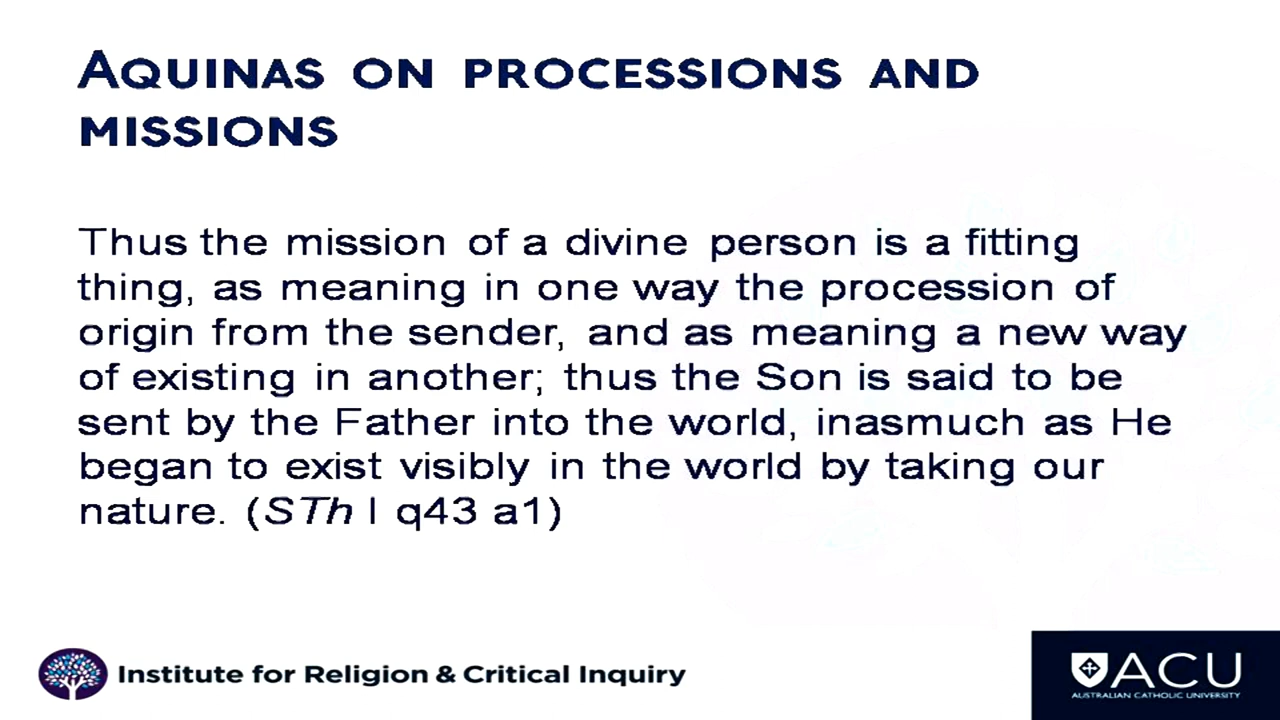 AQUINAS ON PROCESSIONS AND
MISSIONS
Thus the mission of a divine person is a fitting
thing, as meaning in one way the procession of
origin from the sender, and as meaning a new way
of existing in another; thus the Son is said to be
sent by the Father into the world, inasmuch as He
began to exist visibly in the world by taking our
nature. (STh I q43 a1)
Institute for Religion & Critical Inquiry
ACU
AUSTRALIAN CATHOLIC UNIVERSITY